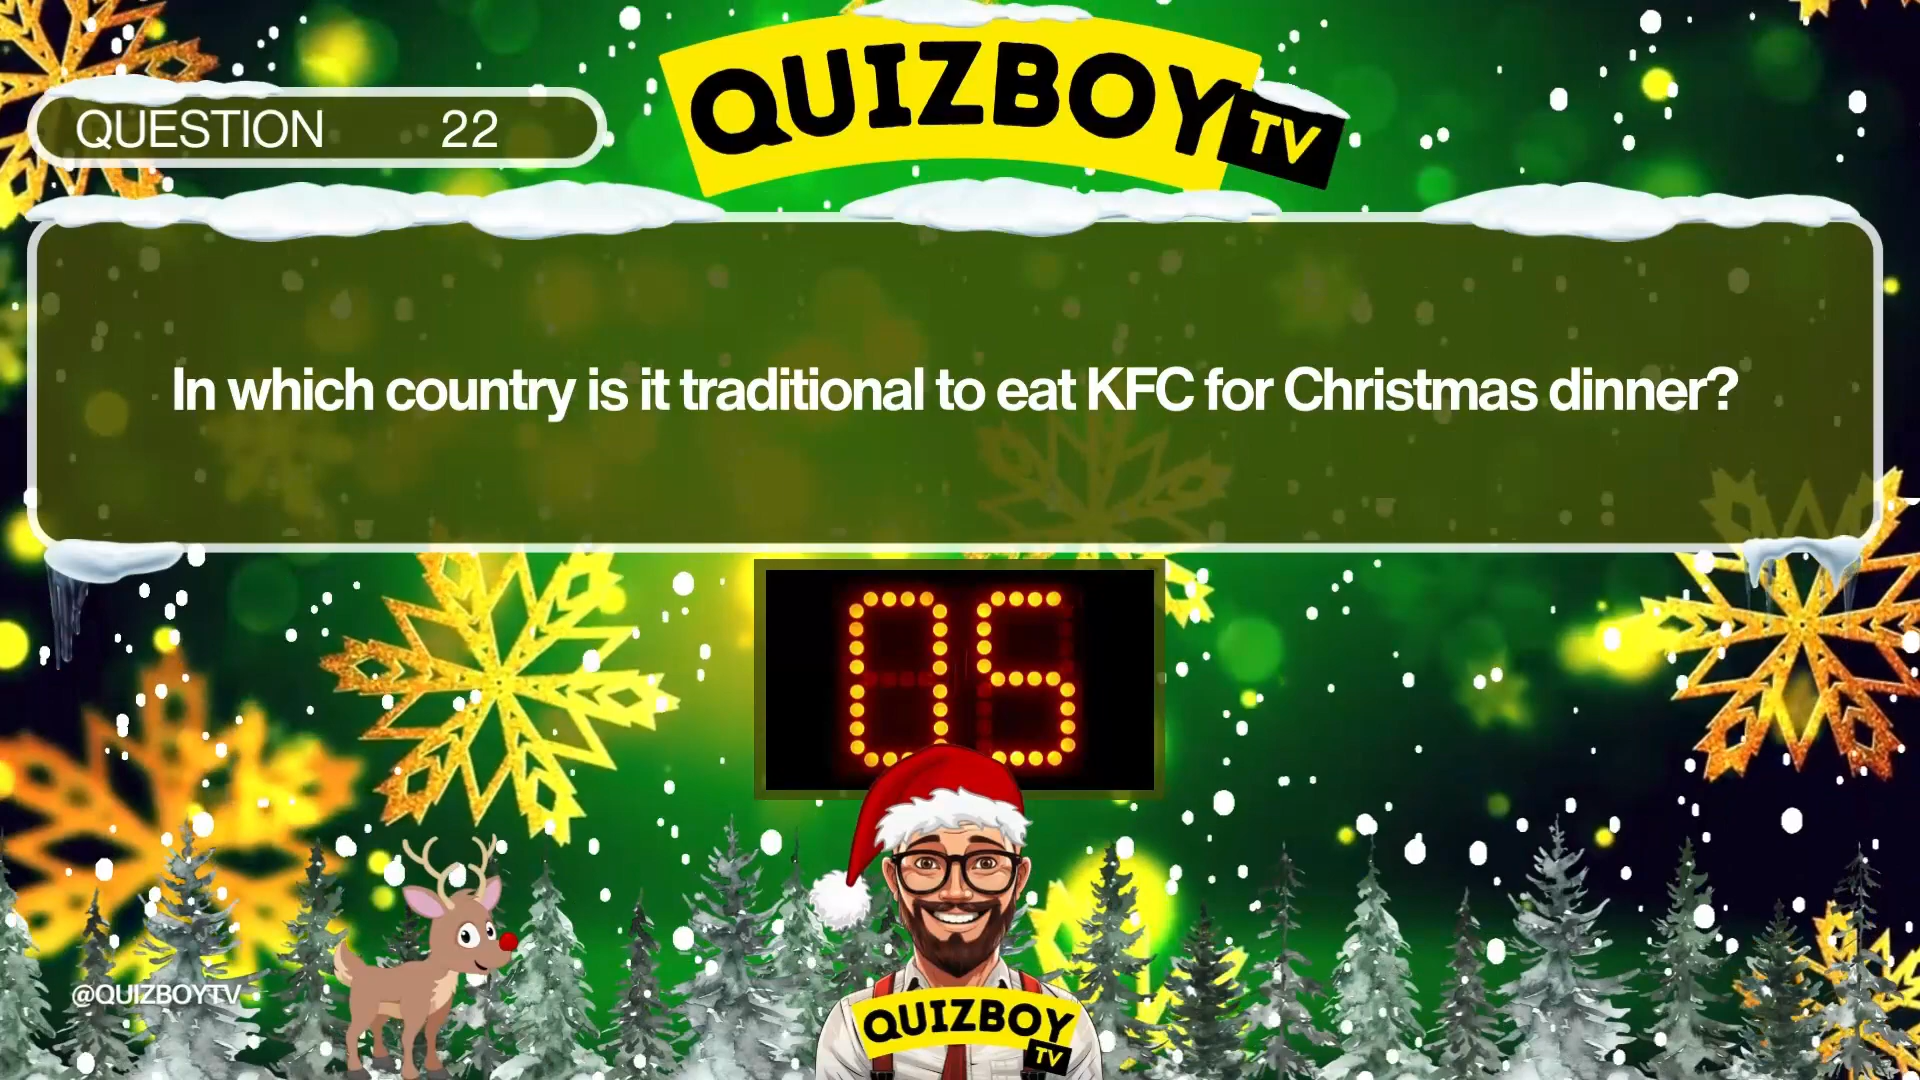 QUIZBOY
TV
QUESTION 22
In which country is it traditional to eat KFC for Christmas dinner?
05
@QUIZBOYTV
QUIZBOY
TV